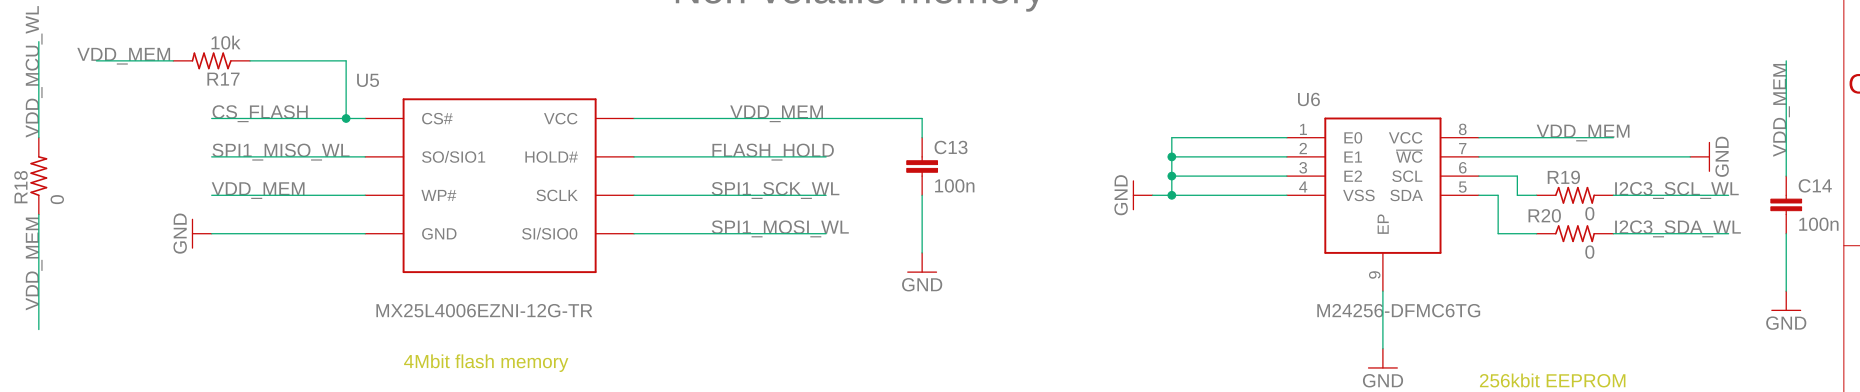 Non-volatile memory
VDD_MCU_WL
R18
0
VDD_MEM
VDD_MEM
10k
R17
U5
CS_FLASH
SPI1_MISO_WL
VDD_MEM
GND
CS#
SO/SIO1
WP#
GND
VCC
HOLD#
SCLK
SI/SIO0
VDD_MEM
FLASH_HOLD
SPI1_SCK_WL
SPI1_MOSI_WL
C13
100n
GND
MX25L4006EZNI-12G-TR
4Mbit flash memory
U6
GND
1
2
3
4
E0
E1
E2
VSS
EP
VCC
WC
SCL
SDA
8
7
6
5
9
VDD_MEM
GND
R19
0
I2C3_SCL_WL
R20
0
I2C3_SDA_WL
M24256-DFMC6TG
GND
256kbit EEPROM
VDD_MEM
C14
100n
GND